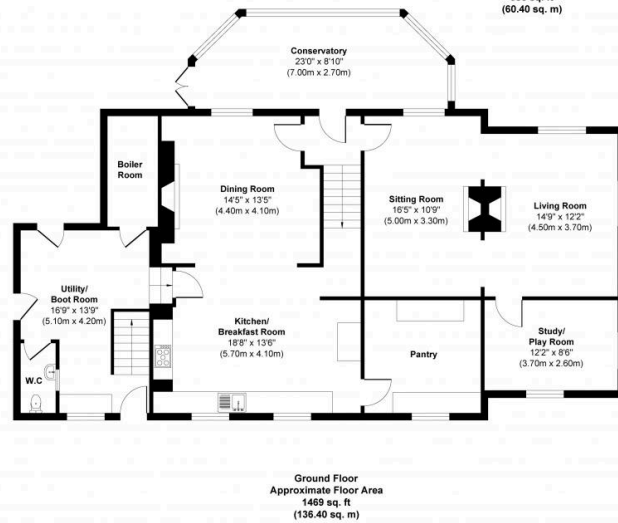 (60.40 sq. m)
Conservatory
23'0" x 8'10"
(7.00m x 2.70m)
Boiler
Room
Dining Room
14'5" x 13'5"
(4.40m x 4.10m)
Sitting Room
16'5" x 10'9"
(5.00m x 3.30m)
Living Room
14'9" x 12'2"
(4.50m x 3.70m)
Utility/
Boot Room
16'9" x 13'9"
(5.10m x 4.20m)
Kitchen/
Breakfast Room
18'8" x 13'6"
(5.70m x 4.10m)
Pantry
Study/
Play Room
12'2" x 8'6"
(3.70m x 2.60m)
W.C
Ground Floor
Approximate Floor Area
1469 sq. ft
(136.40 sq. m)